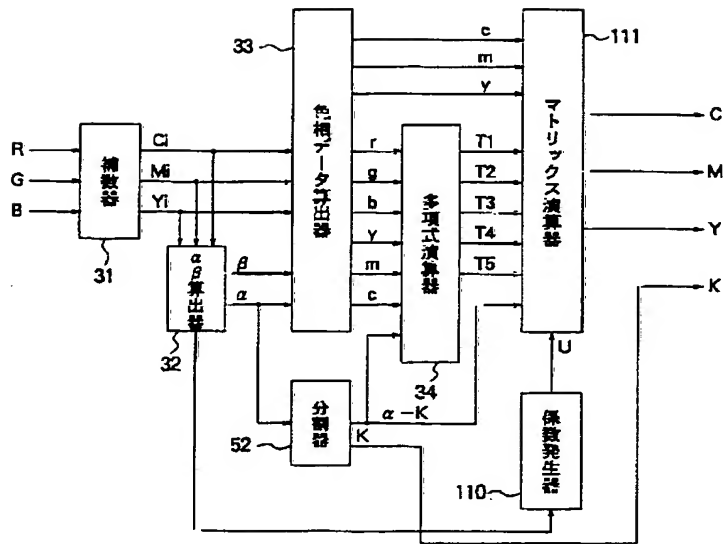 33
111
R
G
B
補数器
31
Ci
Mi
Yi
αβ算出器
32
β
α
色相データ算出器
c
m
y
r
g
b
y
m
c
多項式演算器
34
T1
T2
T3
T4
T5
マトリックス演算器
C
M
Y
K
分割器
52
α-K
K
U
係数発生器
110